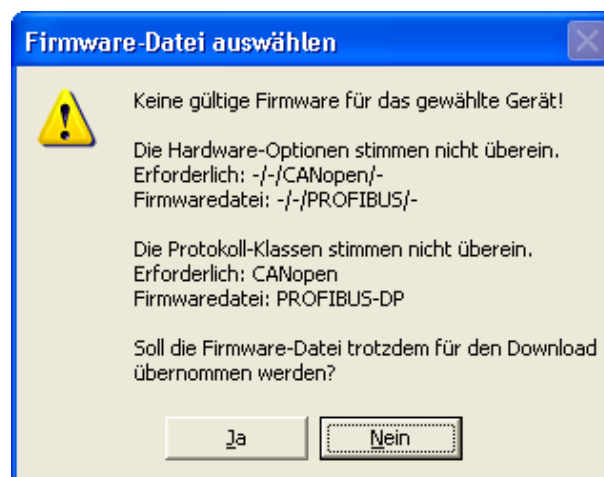 Firmware-Datei auswählen
Keine gültige Firmware für das gewählte Gerät!
Die Hardware-Optionen stimmen nicht überein.
Erforderlich: -/-/CANopen/-
Firmwaredatei: -/-/PROFIBUS/-
Die Protokoll-Klassen stimmen nicht überein.
Erforderlich: CANopen
Firmwaredatei: PROFIBUS-DP
Soll die Firmware-Datei trotzdem für den Download
übernommen werden?
Ja
Nein